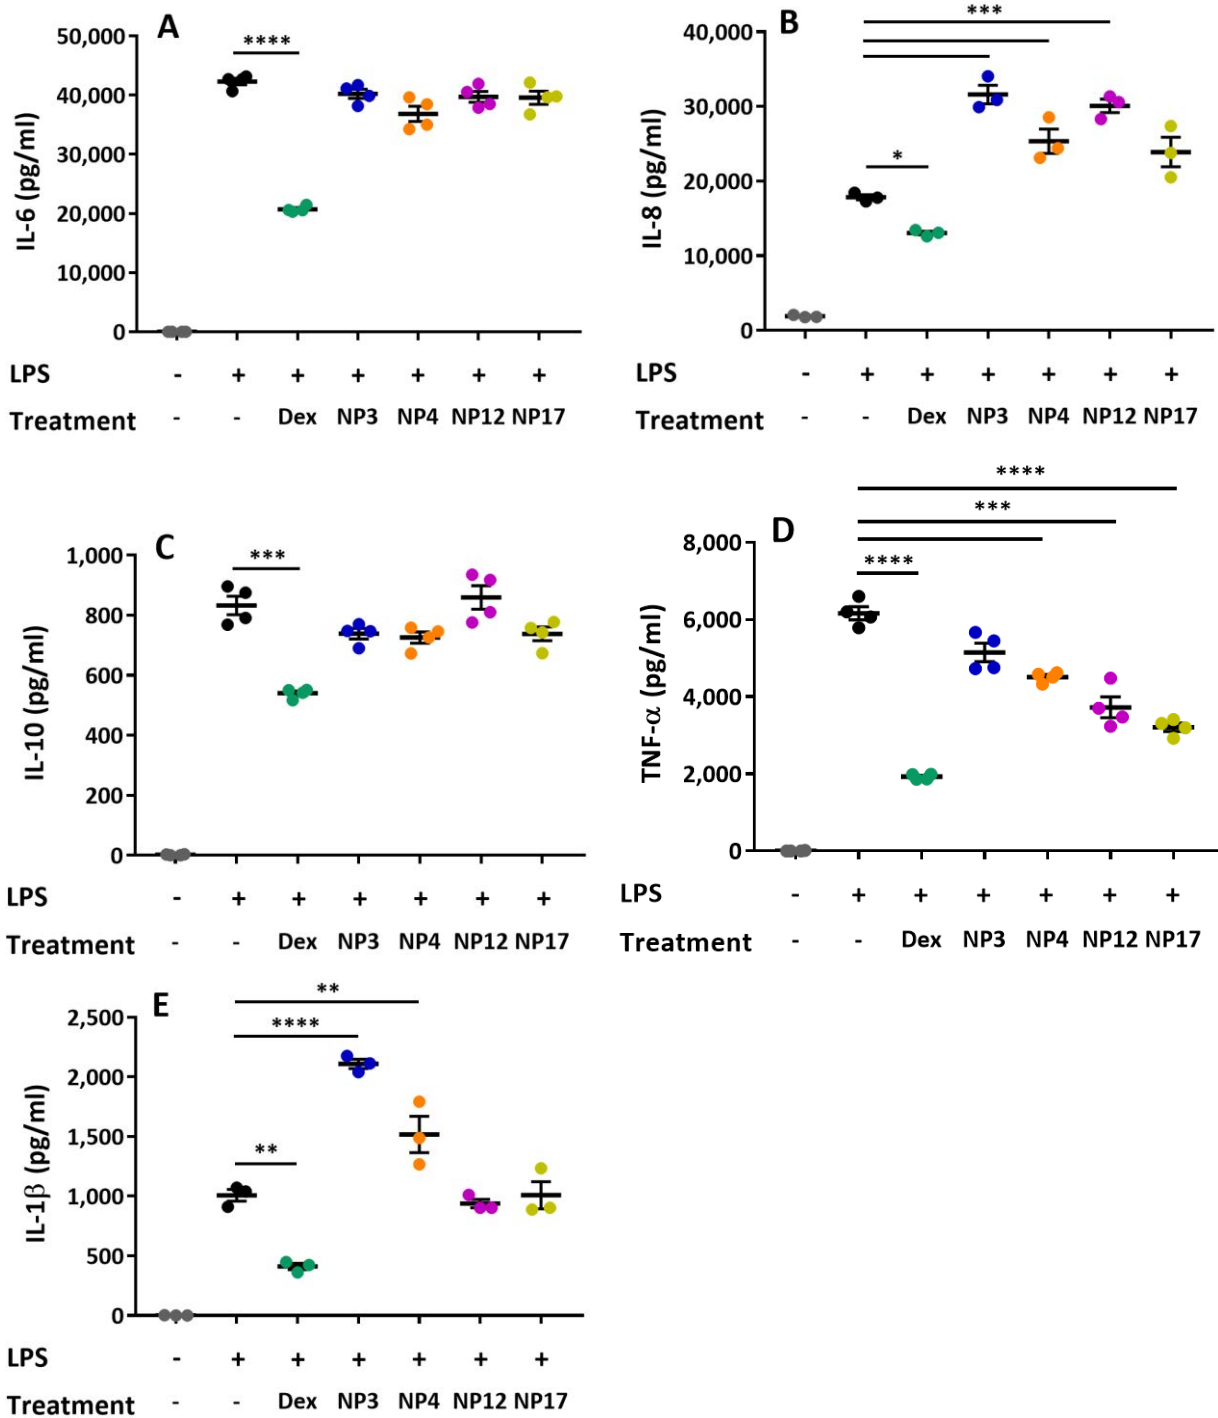 A
****
50,000
40,000
30,000
20,000
10,000
0
IL-6 (pg/ml)
LPS - + + + + + +
Treatment - - Dex NP3 NP4 NP12 NP17
B
***
*
40,000
30,000
20,000
10,000
0
IL-8 (pg/ml)
LPS - + + + + + +
Treatment - - Dex NP3 NP4 NP12 NP17
C
***
1,000
800
600
400
200
0
IL-10 (pg/ml)
LPS - + + + + + +
Treatment - - Dex NP3 NP4 NP12 NP17
D
****
***
****
8,000
6,000
4,000
2,000
0
TNF-α (pg/ml)
LPS - + + + + + +
Treatment - - Dex NP3 NP4 NP12 NP17
E
**
****
**
2,500
2,000
1,500
1,000
500
0
IL-1β (pg/ml)
LPS - + + + + + +
Treatment - - Dex NP3 NP4 NP12 NP17